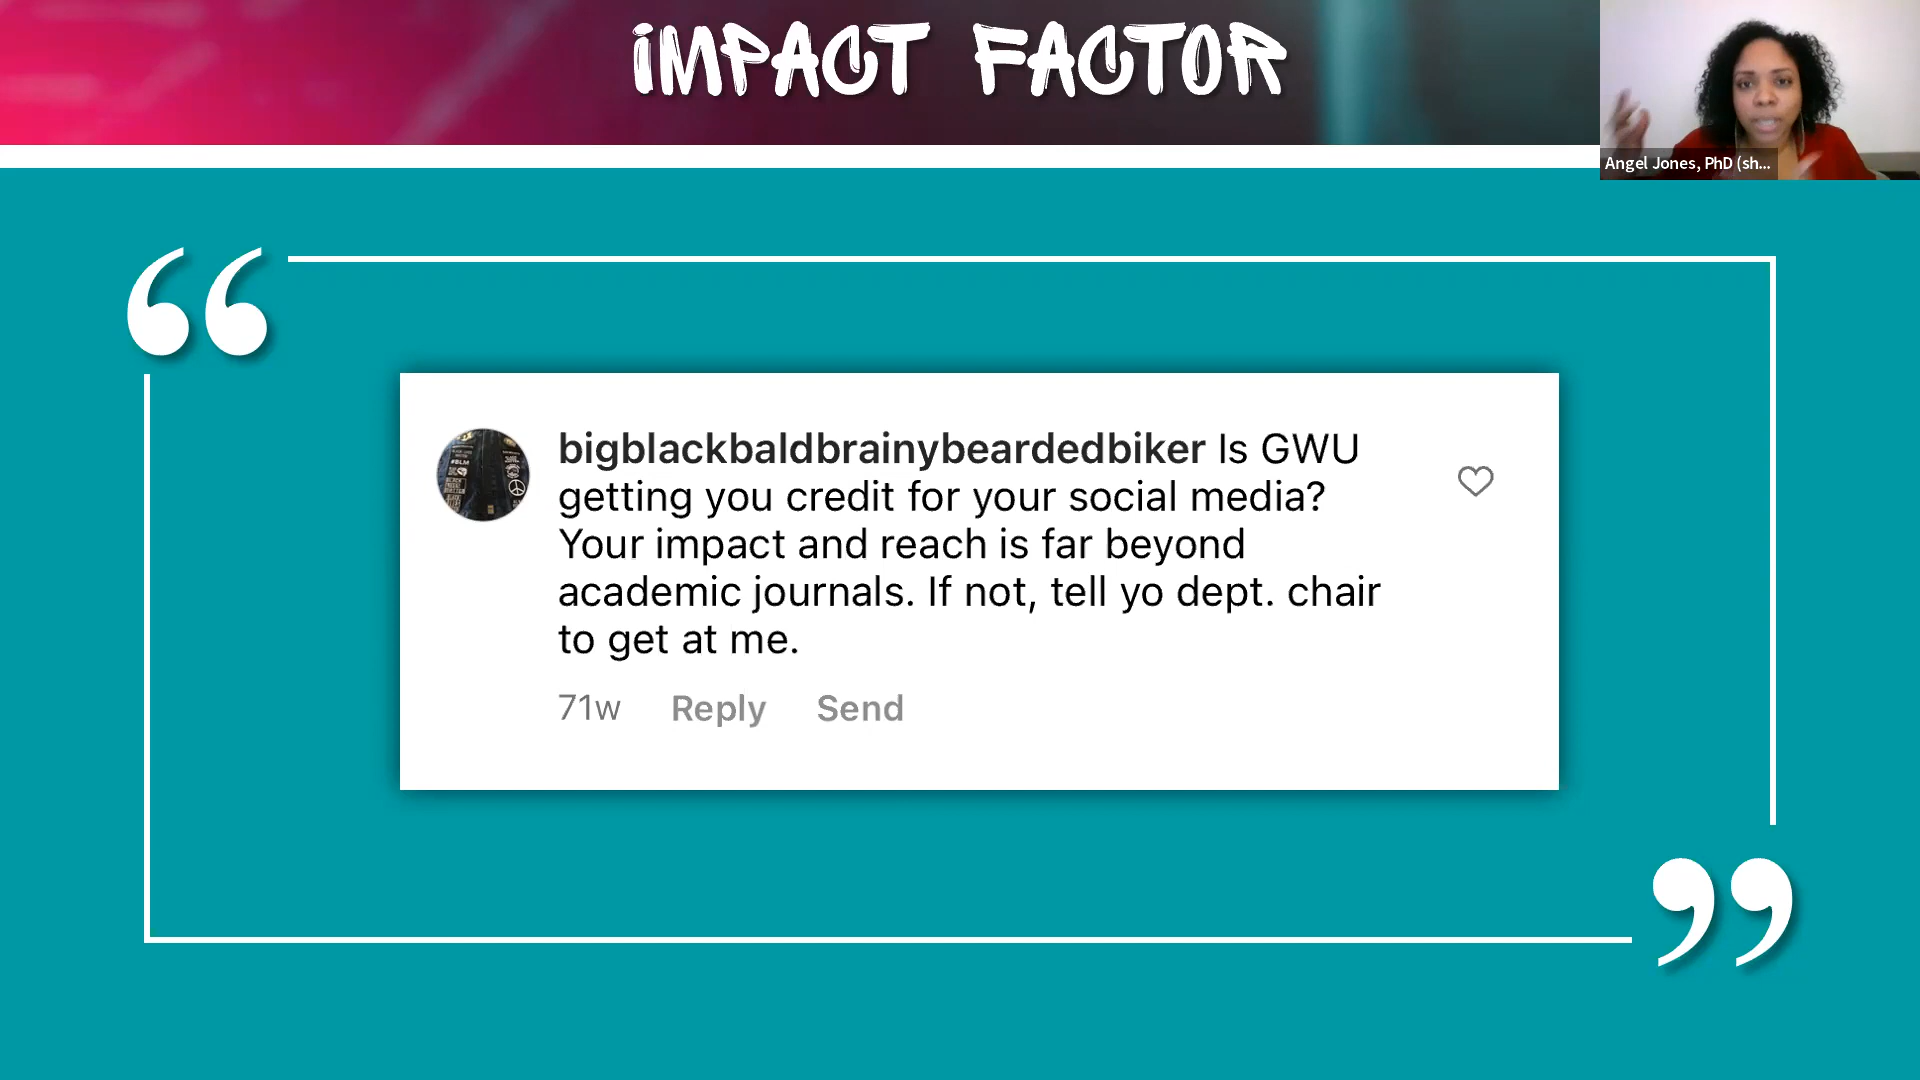 IMPACT FACTOR
Angel Jones, PhD (sh...
“
bigblackbaldbrainybeardedbiker Is GWU
getting you credit for your social media?
Your impact and reach is far beyond
academic journals. If not, tell yo dept. chair
to get at me.
71w Reply Send
”